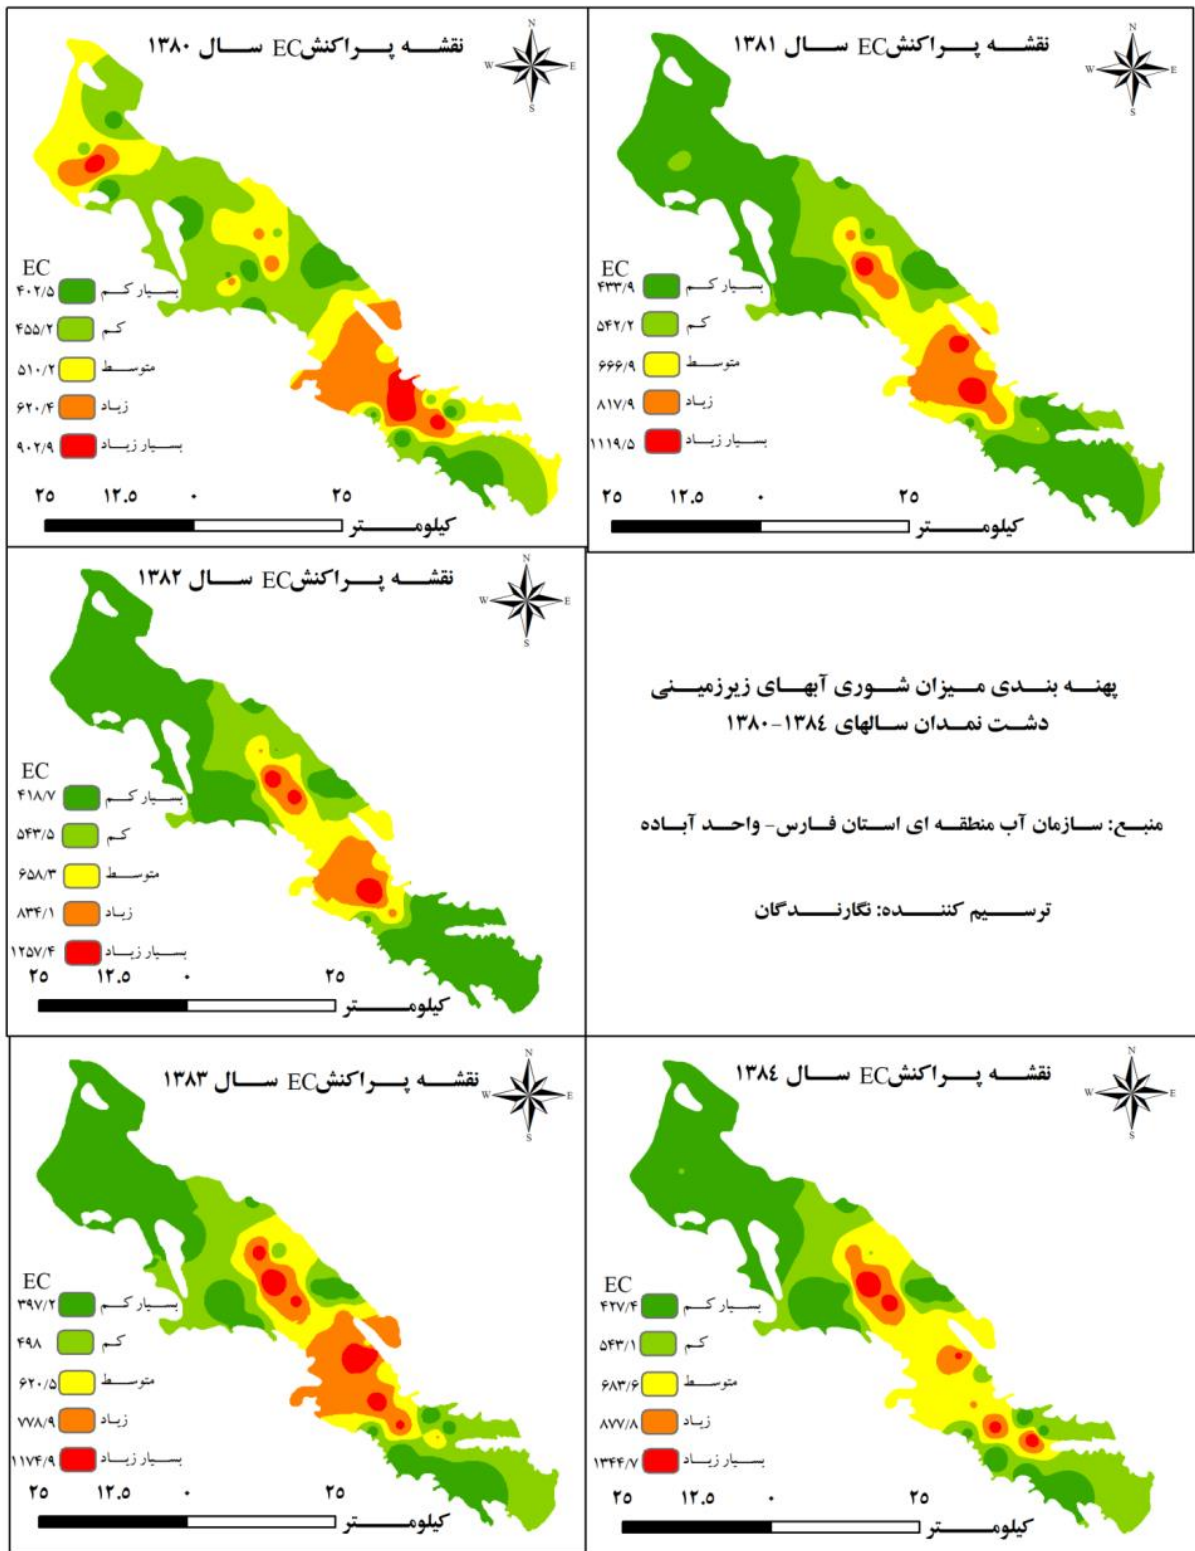 نقشه پراکنش EC سال ۱۳۸۰
N
W
E
S
EC
۴۰۲/۵ بسیار کم
۴۵۵/۲ کم
۵۱۰/۲ متوسط
۶۲۰/۴ زیاد
۹۰۲/۹ بسیار زیاد
۲۵ ۱۲.۵ ۰ ۲۵
کیلومتر
نقشه پراکنش EC سال ۱۳۸۱
N
W
E
S
EC
۴۳۳/۹ بسیار کم
۵۴۲/۲ کم
۶۶۶/۹ متوسط
۸۱۷/۹ زیاد
۱۱۱۹/۵ بسیار زیاد
۲۵ ۱۲.۵ ۰ ۲۵
کیلومتر
نقشه پراکنش EC سال ۱۳۸۲
N
W
E
S
EC
۴۱۸/۷ بسیار کم
۵۴۳/۵ کم
۶۵۸/۳ متوسط
۸۳۴/۱ زیاد
۱۲۵۷/۴ بسیار زیاد
۲۵ ۱۲.۵ ۰ ۲۵
کیلومتر
پهنه بندی میزان شوری آبهای زیرزمینی
دشت نمدان سالهای ۱۳۸۴-۱۳۸۰
منبع: سازمان آب منطقه ای استان فارس- واحد آباده
ترسیم کننده: نگارندگان
نقشه پراکنش EC سال ۱۳۸۳
N
W
E
S
EC
۳۹۷/۲ بسیار کم
۴۹۸ کم
۶۲۰/۵ متوسط
۷۷۸/۹ زیاد
۱۱۷۴/۹ بسیار زیاد
۲۵ ۱۲.۵ ۰ ۲۵
کیلومتر
نقشه پراکنش EC سال ۱۳۸٤
N
W
E
S
EC
۴۲۷/۴ بسیار کم
۵۴۳/۱ کم
۶۸۳/۶ متوسط
۸۷۷/۸ زیاد
۱۳۴۴/۷ بسیار زیاد
۲۵ ۱۲.۵ ۰ ۲۵
کیلومتر